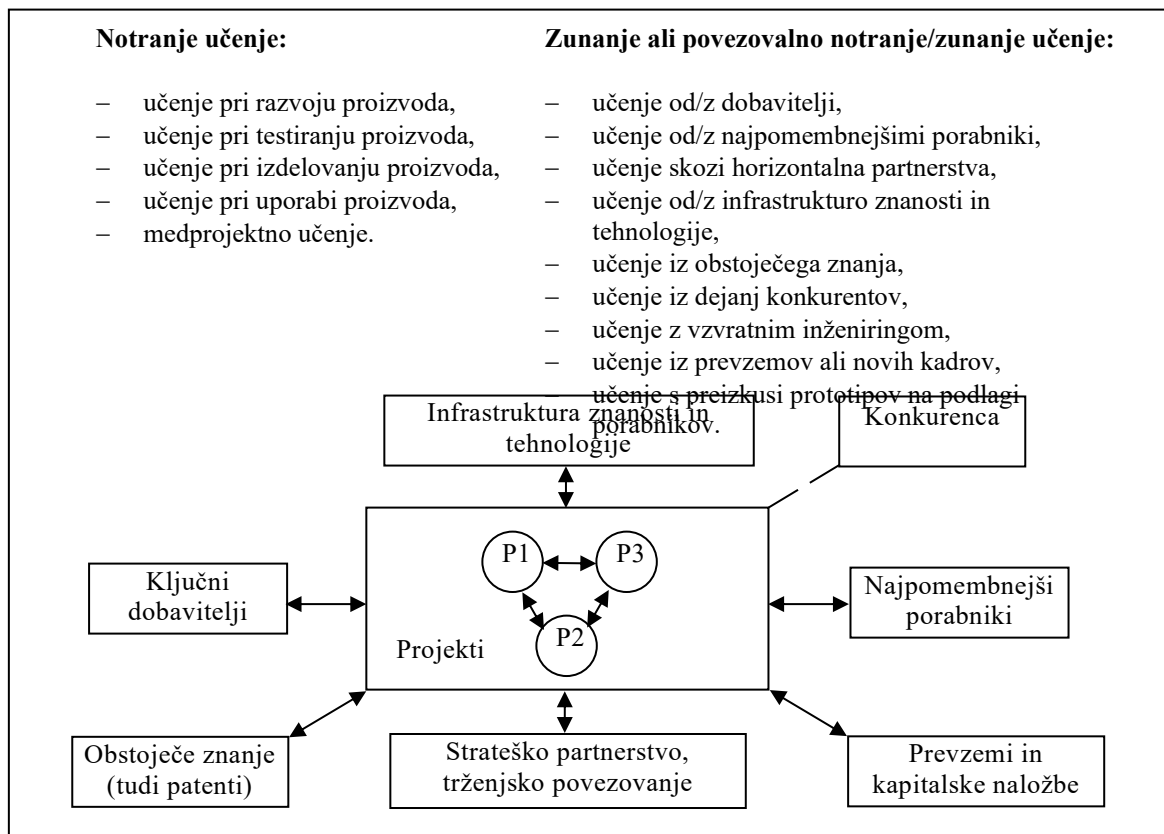 Notranje učenje:
– učenje pri razvoju proizvoda,
– učenje pri testiranju proizvoda,
– učenje pri izdelovanju proizvoda,
– učenje pri uporabi proizvoda,
– medprojektno učenje.
Zunanje ali povezovalno notranje/zunanje učenje:
– učenje od/z dobavitelji,
– učenje od/z najpomembnejšimi porabniki,
– učenje skozi horizontalna partnerstva,
– učenje od/z infrastrukturo znanosti in
tehnologije,
– učenje iz obstoječega znanja,
– učenje iz dejanj konkurentov,
– učenje z vzvratnim inženiringom,
– učenje iz prevzemov ali novih kadrov,
– učenje s preizkusi prototipov na podlagi
porabnikov.
Infrastruktura znanosti in
tehnologije
Konkurenca
P1
P3
P2
Projekti
Ključni
dobavitelji
Najpomembnejši
porabniki
Obstoječe znanje
(tudi patenti)
Strateško partnerstvo,
trženjsko povezovanje
Prevzemi in
kapitalske naložbe